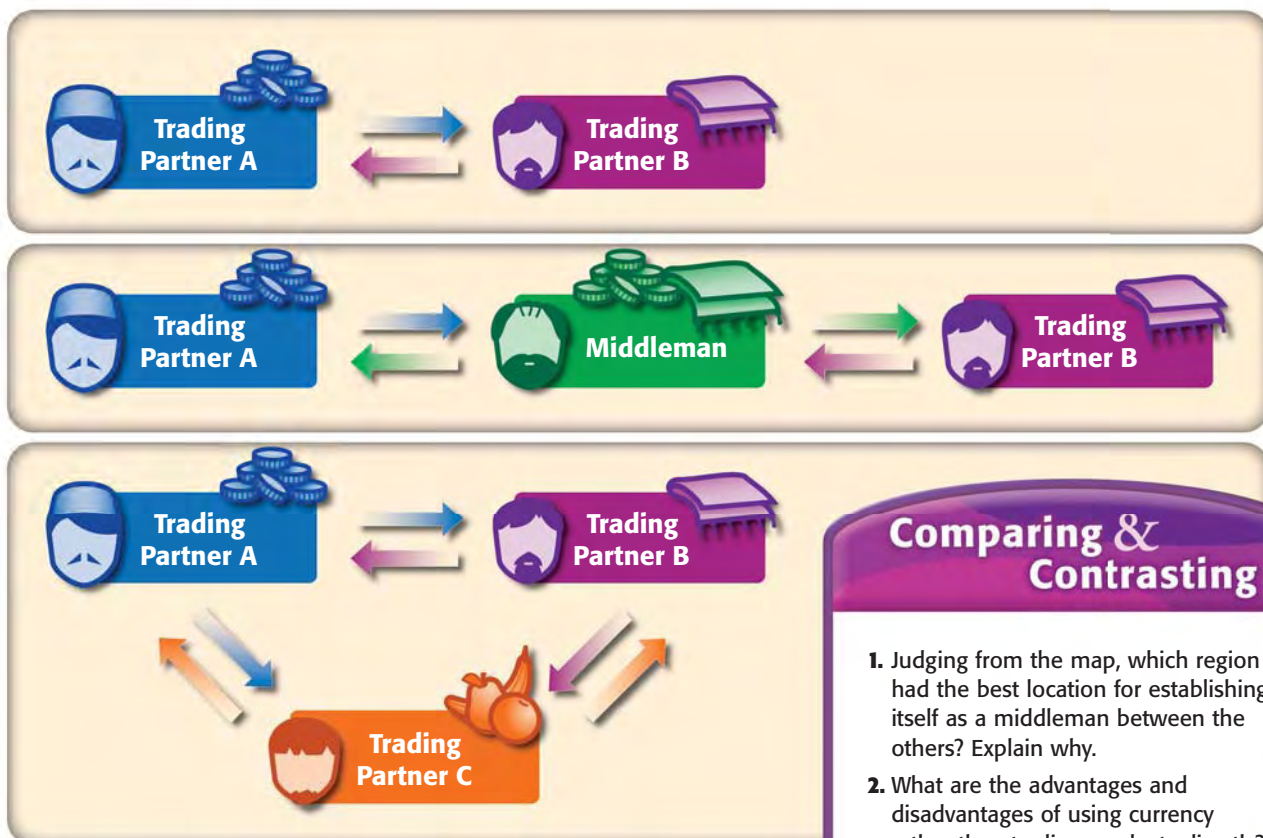 Trading
Partner A
Trading
Partner B
Trading
Partner A
Middleman
Trading
Partner B
Trading
Partner A
Trading
Partner B
Trading
Partner C
Comparing &
Contrasting
1. Judging from the map, which region
had the best location for establishing
itself as a middleman between the
others? Explain why.
2. What are the advantages and
disadvantages of using currency